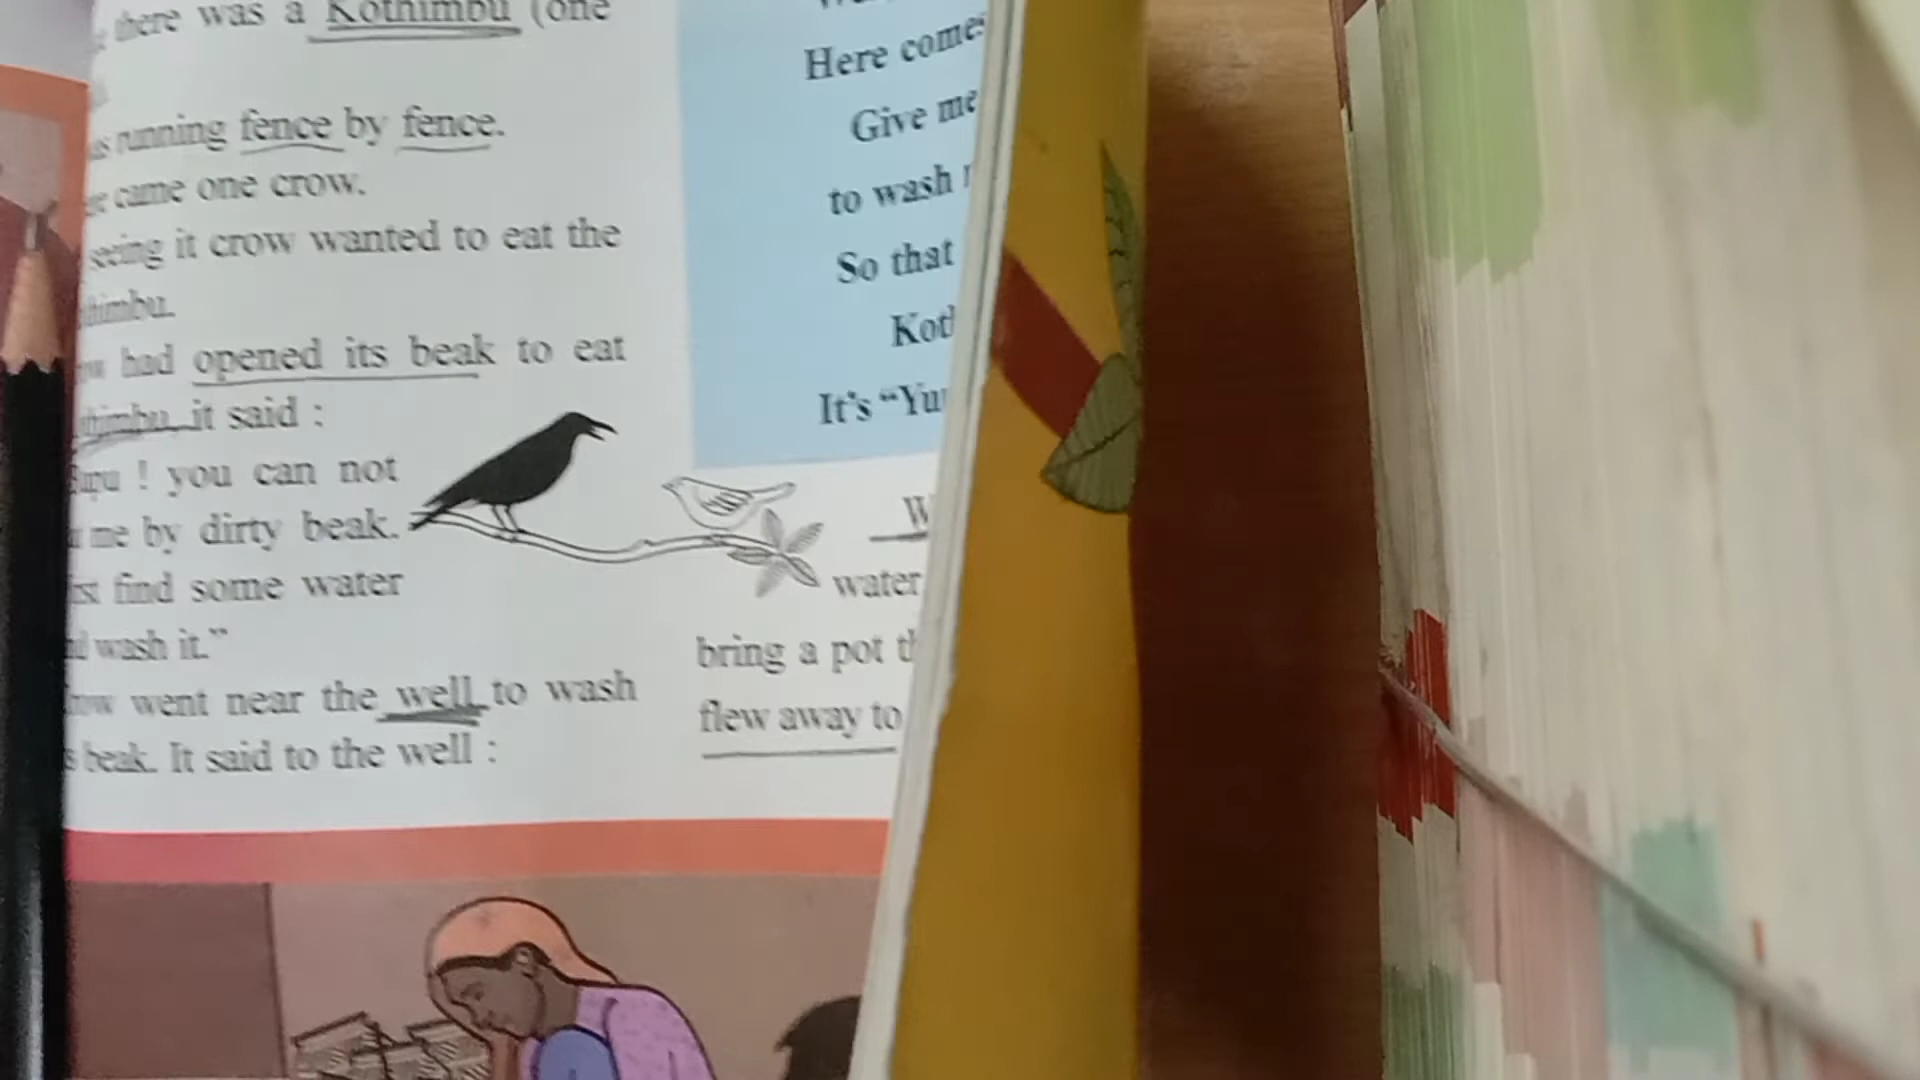 there was a Kothimbu (one
running fence by fence.
came one crow.
seeing it crow wanted to eat the
had opened its beak to eat
it said :
! you can not
me by dirty beak.
find some water
wash it.”
went near the well to wash
beak. It said to the well :
Here comes
Give me
to wash
So that
It's
water
bring a pot
flew away to